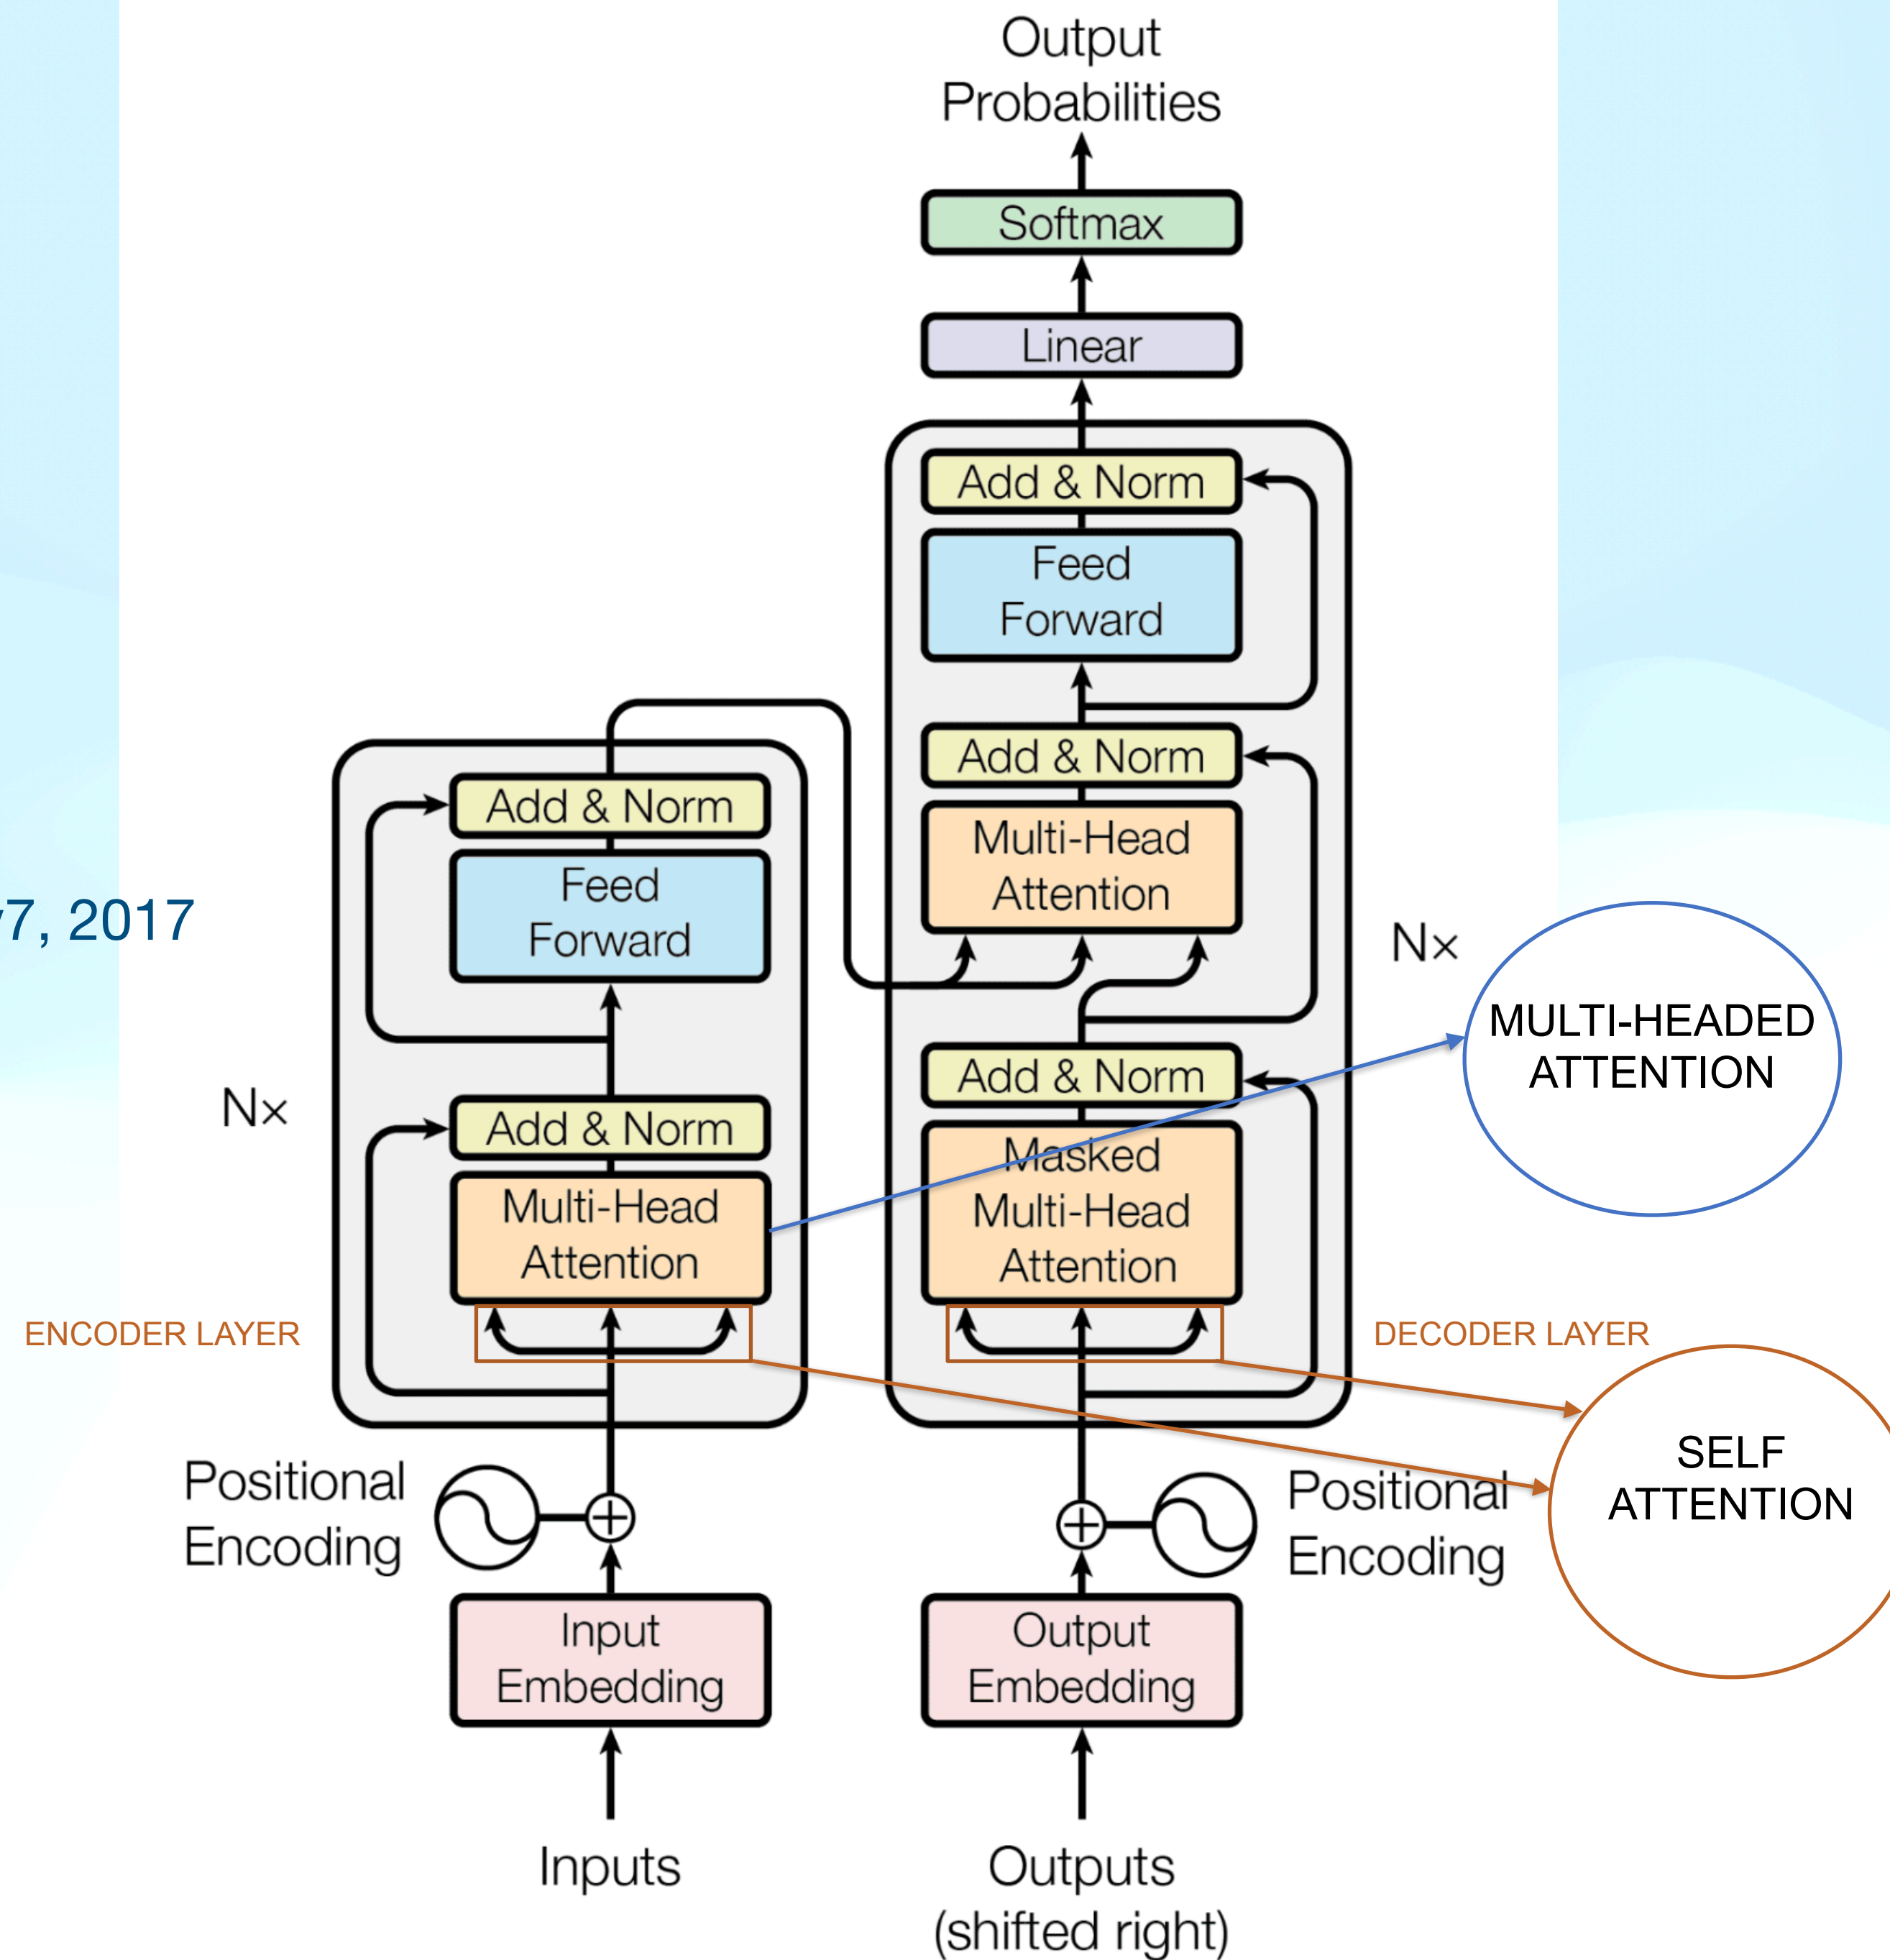 Output
Probabilities
Softmax
Linear
Add & Norm
Feed
Forward
Add & Norm
Multi-Head
Attention
Add & Norm
Masked
Multi-Head
Attention
N×
Add & Norm
Feed
Forward
Add & Norm
Multi-Head
Attention
N×
7, 2017
MULTI-HEADED
ATTENTION
ENCODER LAYER
DECODER LAYER
SELF
ATTENTION
Positional
Encoding
Positional
Encoding
Input
Embedding
Output
Embedding
Inputs
Outputs
(shifted right)